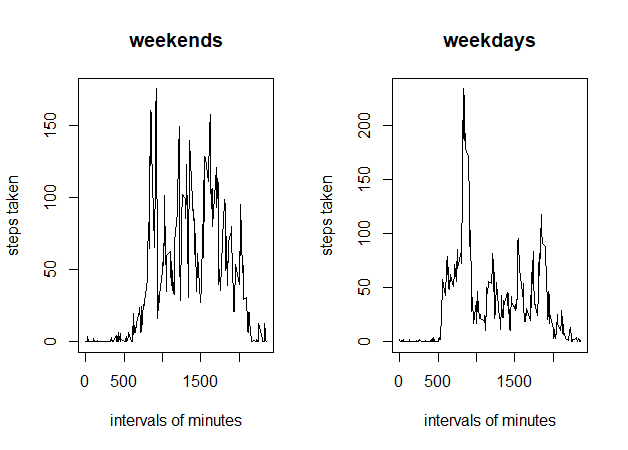 weekends
steps taken
150
100
50
0
0
500
1500
intervals of minutes
weekdays
steps taken
200
150
100
50
0
0
500
1500
intervals of minutes